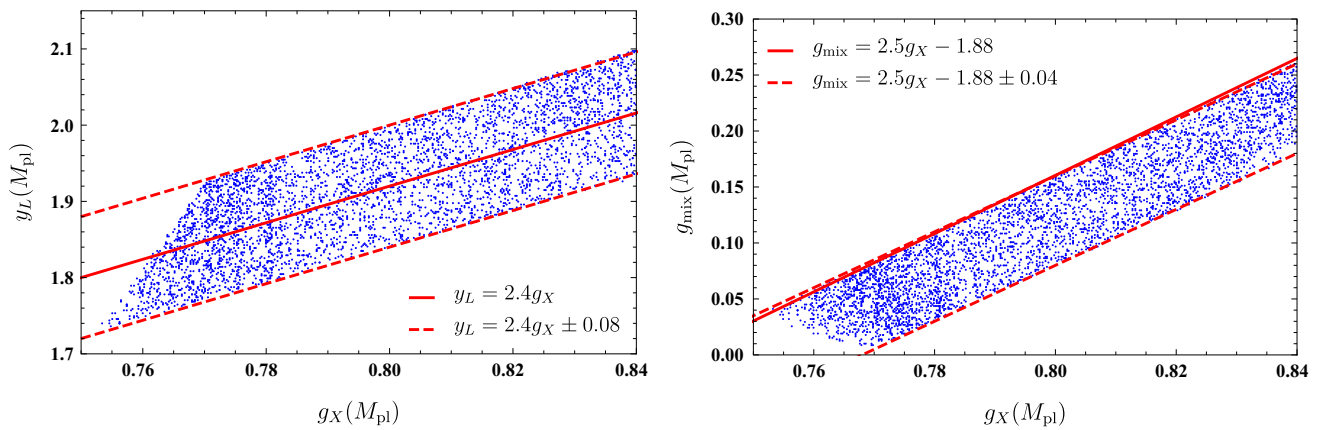 2.1
2.0
1.9
1.8
1.7
y_L(M_pl)
y_L = 2.4g_X
y_L = 2.4g_X ± 0.08
0.76 0.78 0.80 0.82 0.84
g_X(M_pl)
0.30
0.25
0.20
0.15
0.10
0.05
0.00
g_mix(M_pl)
g_mix = 2.5g_X − 1.88
g_mix = 2.5g_X − 1.88 ± 0.04
0.76 0.78 0.80 0.82 0.84
g_X(M_pl)